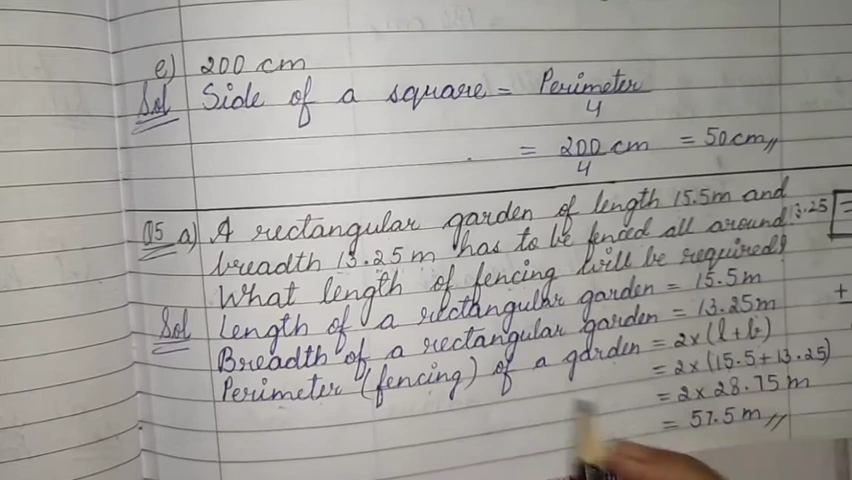 e) 200 cm
Sol Side of a square = Perimeter / 4
= 200/4 cm = 50 cm //
Q5 a) A rectangular garden of length 15.5m and
breadth 13.25m has to be fenced all around.
What length of fencing will be required?
Sol Length of a rectangular garden = 15.5m
Breadth of a rectangular garden = 13.25m
Perimeter (fencing) of a garden = 2x(l+b)
= 2x(15.5+13.25)
= 2 x 28.75 m
= 57.5 m //